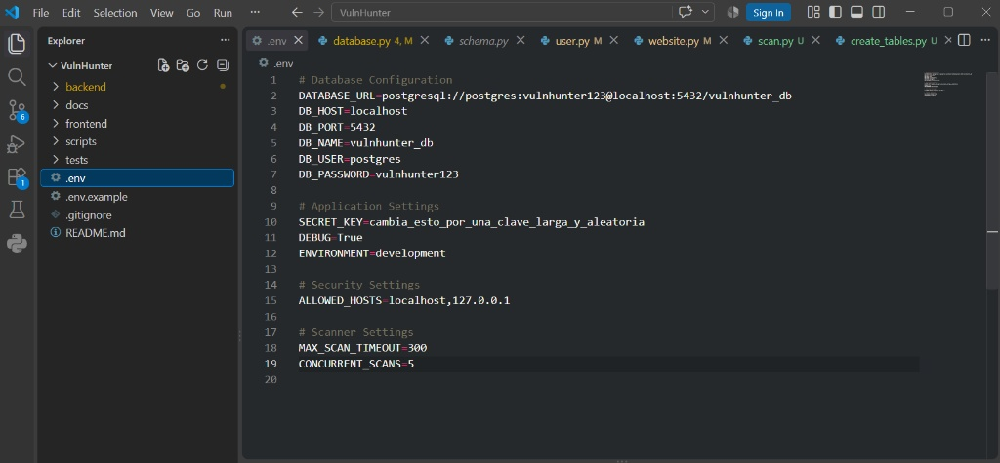 File Edit Selection View Go Run ··· VulnHunter Sign In
Explorer ···
VulnHunter
backend
docs
frontend
scripts
tests
.env
.env.example
.gitignore
README.md
6
1
.env database.py 4, M schema.py user.py M website.py M scan.py U create_tables.py U ···
.env
1 # Database Configuration
2 DATABASE_URL=postgresql://postgres:vulnhunter123@localhost:5432/vulnhunter_db
3 DB_HOST=localhost
4 DB_PORT=5432
5 DB_NAME=vulnhunter_db
6 DB_USER=postgres
7 DB_PASSWORD=vulnhunter123
8
9 # Application Settings
10 SECRET_KEY=cambia_esto_por_una_clave_larga_y_aleatoria
11 DEBUG=True
12 ENVIRONMENT=development
13
14 # Security Settings
15 ALLOWED_HOSTS=localhost,127.0.0.1
16
17 # Scanner Settings
18 MAX_SCAN_TIMEOUT=300
19 CONCURRENT_SCANS=5
20